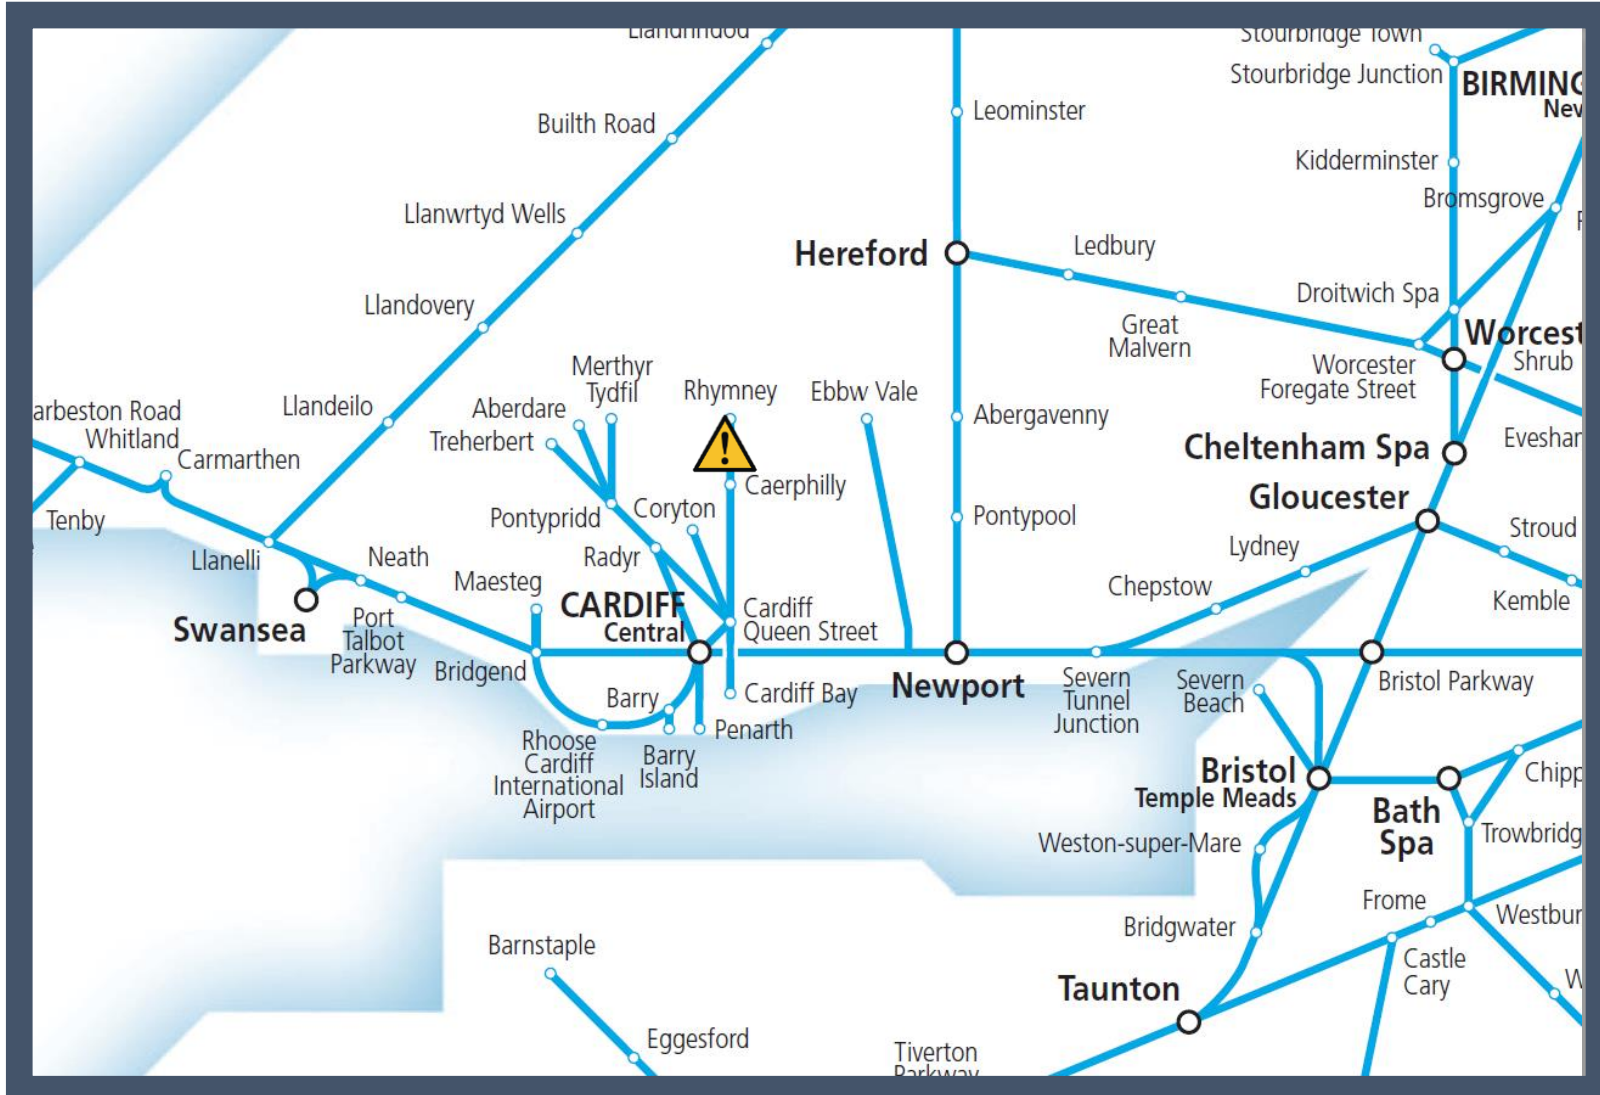 Llandrindod
Stourbridge Town
Stourbridge Junction
BIRMING
New
Builth Road
Leominster
Kidderminster
Bromsgrove
Llanwrtyd Wells
Hereford
Ledbury
Droitwich Spa
Llandovery
Great
Malvern
Worcest
Shrub
Worcester
Foregate Street
Merthyr
Tydfil
Rhymney
Ebbw Vale
Aberdare
Treherbert
Llandeilo
arbeston Road
Whitland
Carmarthen
Abergavenny
Cheltenham Spa
Evesham
Gloucester
!
Caerphilly
Coryton
Pontypridd
Pontypool
Tenby
Stroud
Lydney
Radyr
Llanelli
Neath
Maesteg
Chepstow
Kemble
CARDIFF
Central
Cardiff
Queen Street
Swansea
Port
Talbot
Parkway
Bridgend
Newport
Severn
Tunnel
Junction
Severn
Beach
Bristol Parkway
Barry
Cardiff Bay
Penarth
Rhoose
Cardiff
International
Airport
Barry
Island
Bristol
Temple Meads
Bath
Spa
Chipp
Trowbridg
Weston-super-Mare
Frome
Westbur
Bridgwater
Castle
Cary
W
Barnstaple
Taunton
Eggesford
Tiverton
Parkway